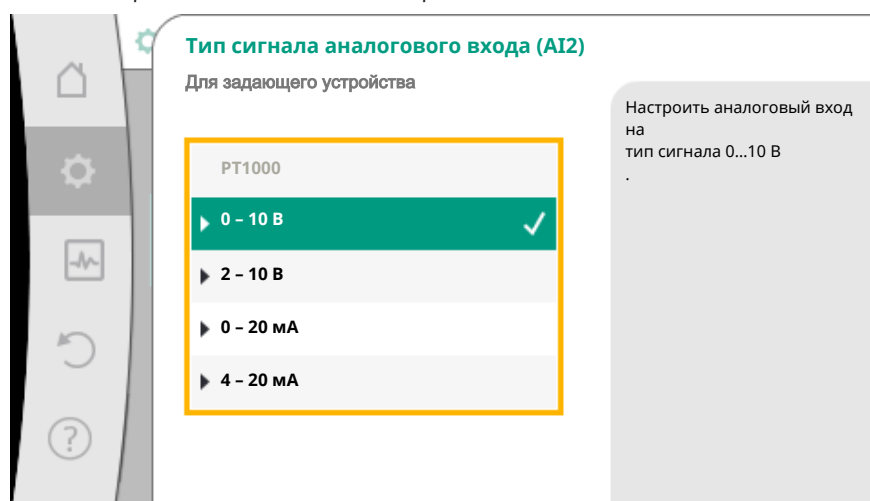 Тип сигнала аналогового входа (AI2)
Для задающего устройства
Настроить аналоговый вход
на
тип сигнала 0...10 В
.
PT1000
0 – 10 В
2 – 10 В
0 – 20 мА
4 – 20 мА
?